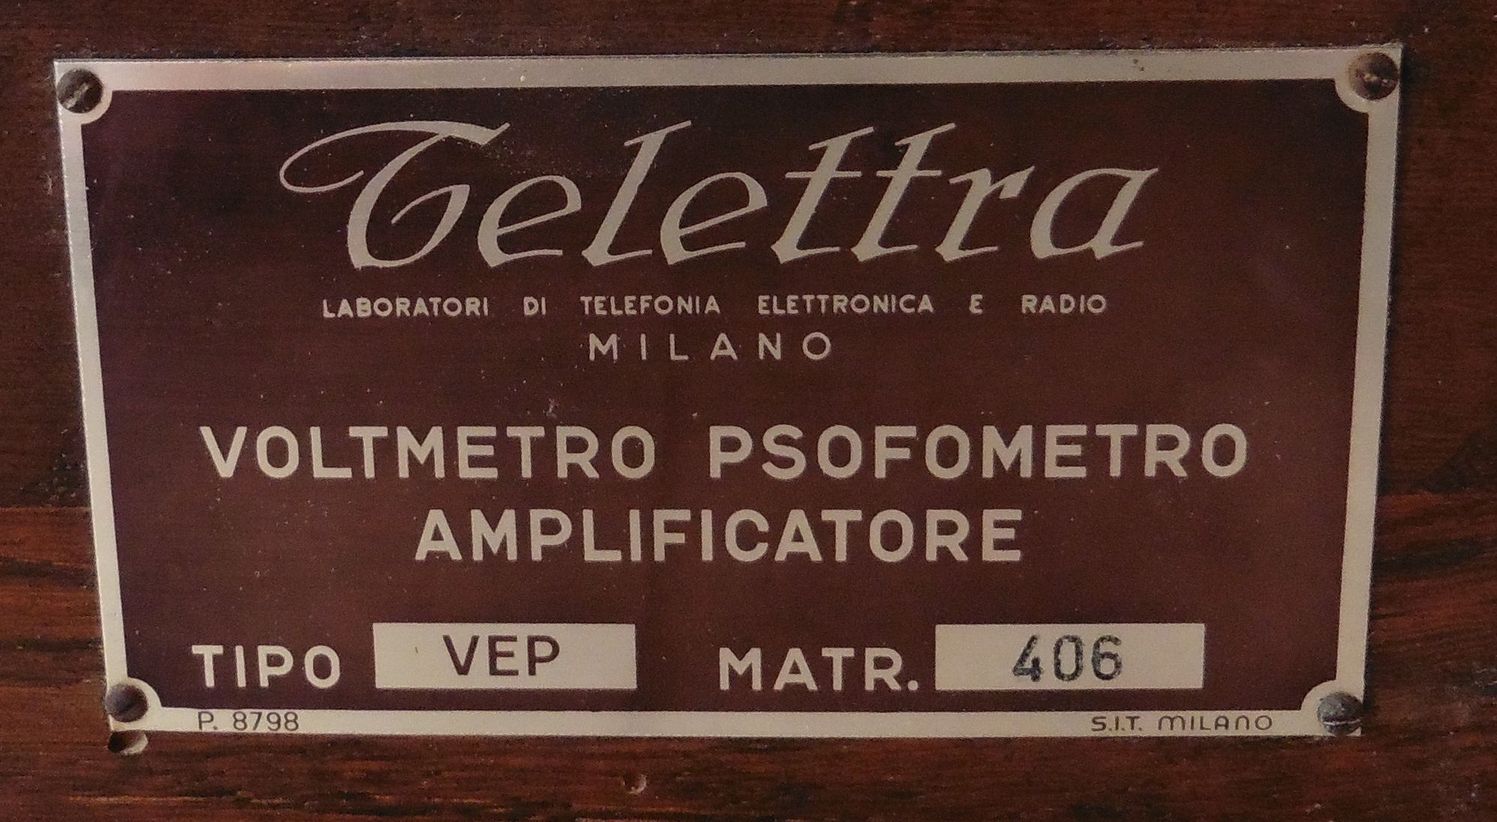 Telettra
LABORATORI DI TELEFONIA ELETTRONICA E RADIO
MILANO
VOLTMETRO PSOFOMETRO
AMPLIFICATORE
TIPO VEP MATR. 406
P. 8798 S.I.T. MILANO